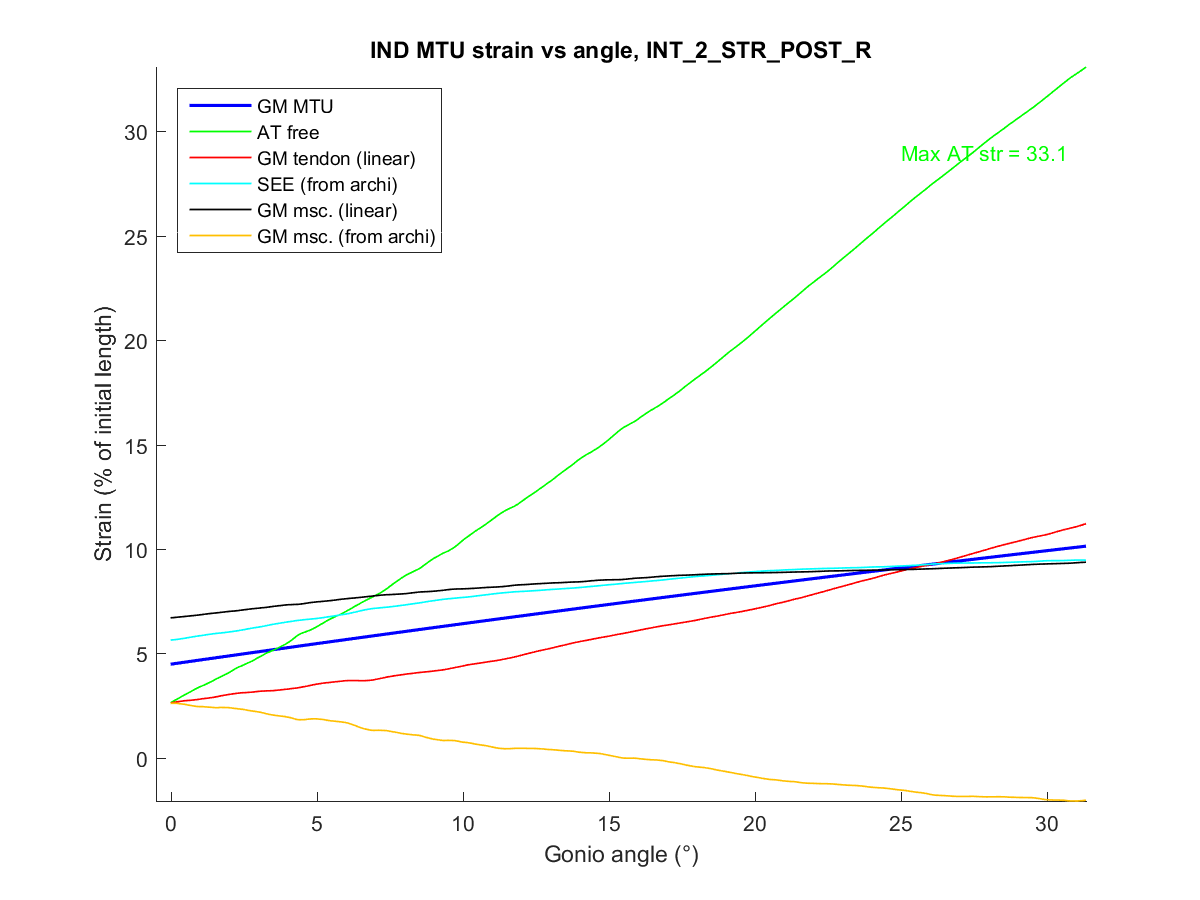 IND MTU strain vs angle, INT_2_STR_POST_R
GM MTU
AT free
GM tendon (linear)
SEE (from archi)
GM msc. (linear)
GM msc. (from archi)
Max AT str = 33.1
Strain (% of initial length)
30
25
20
15
10
5
0
0 5 10 15 20 25 30
Gonio angle (°)